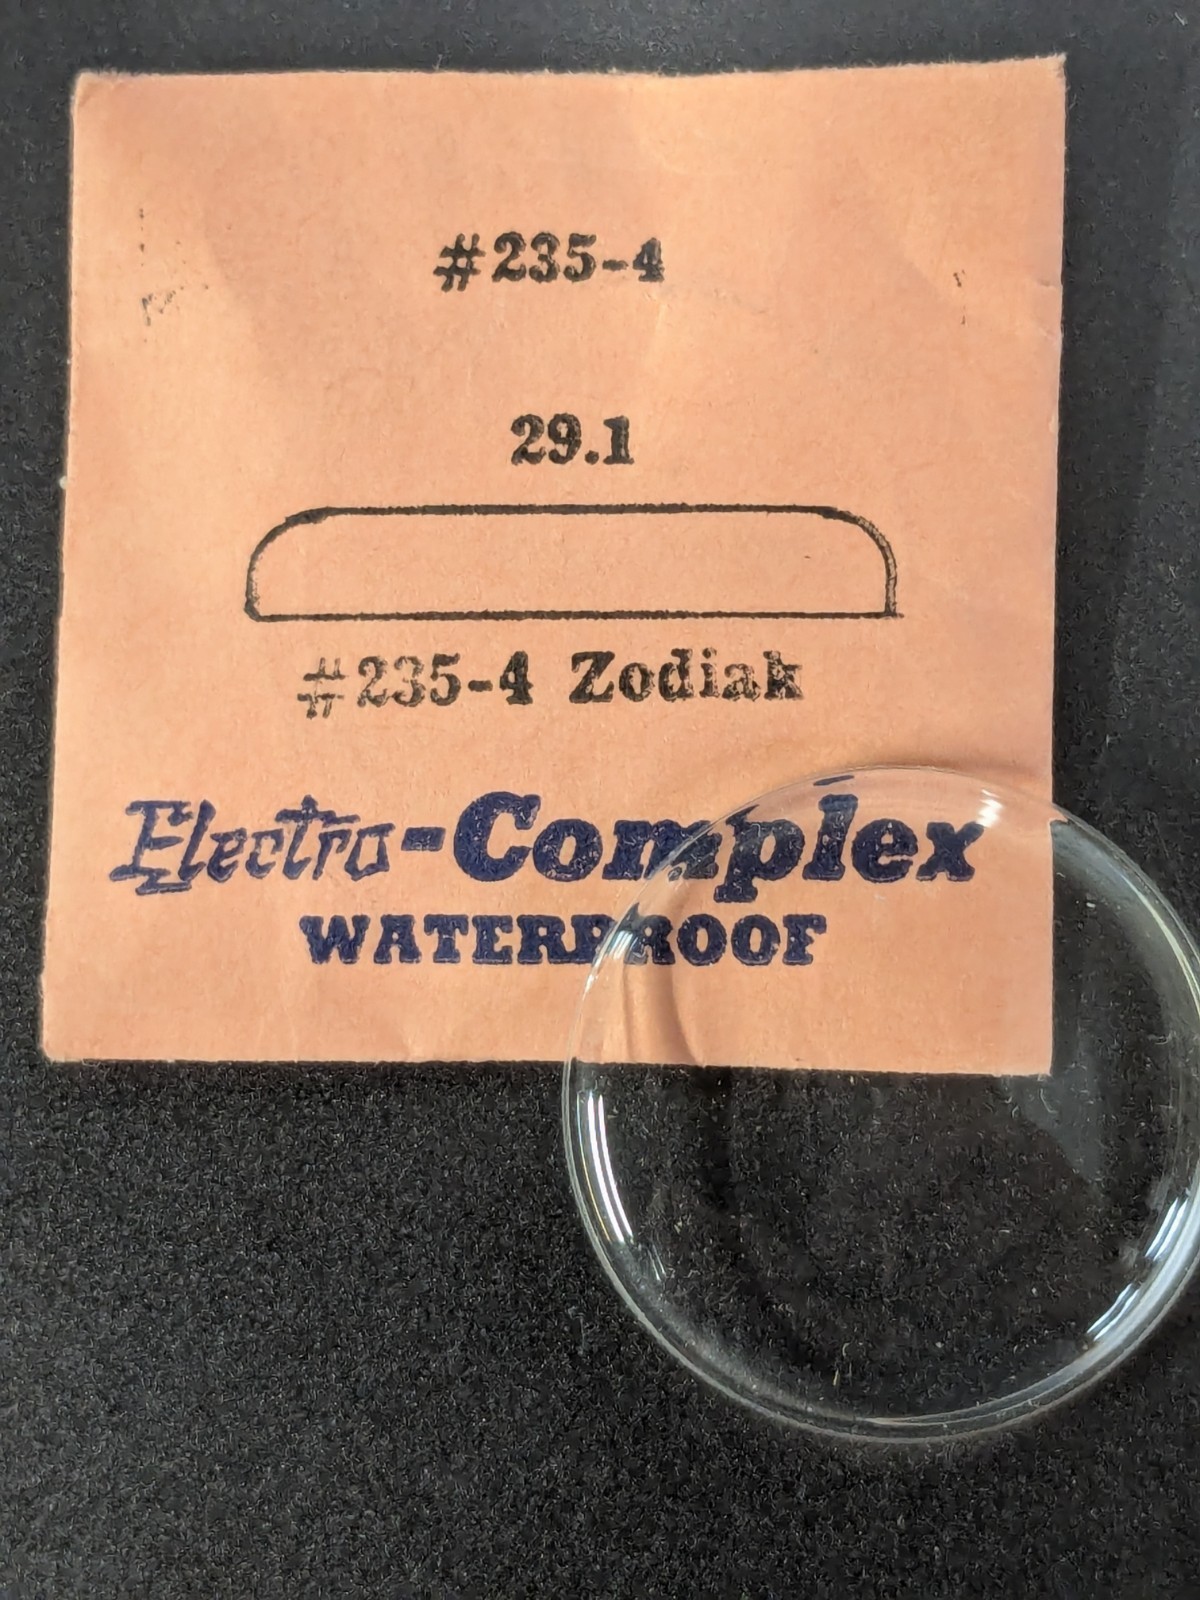 #235-4
29.1
#235-4 Zodiak
Electro-Complex
WATERPROOF